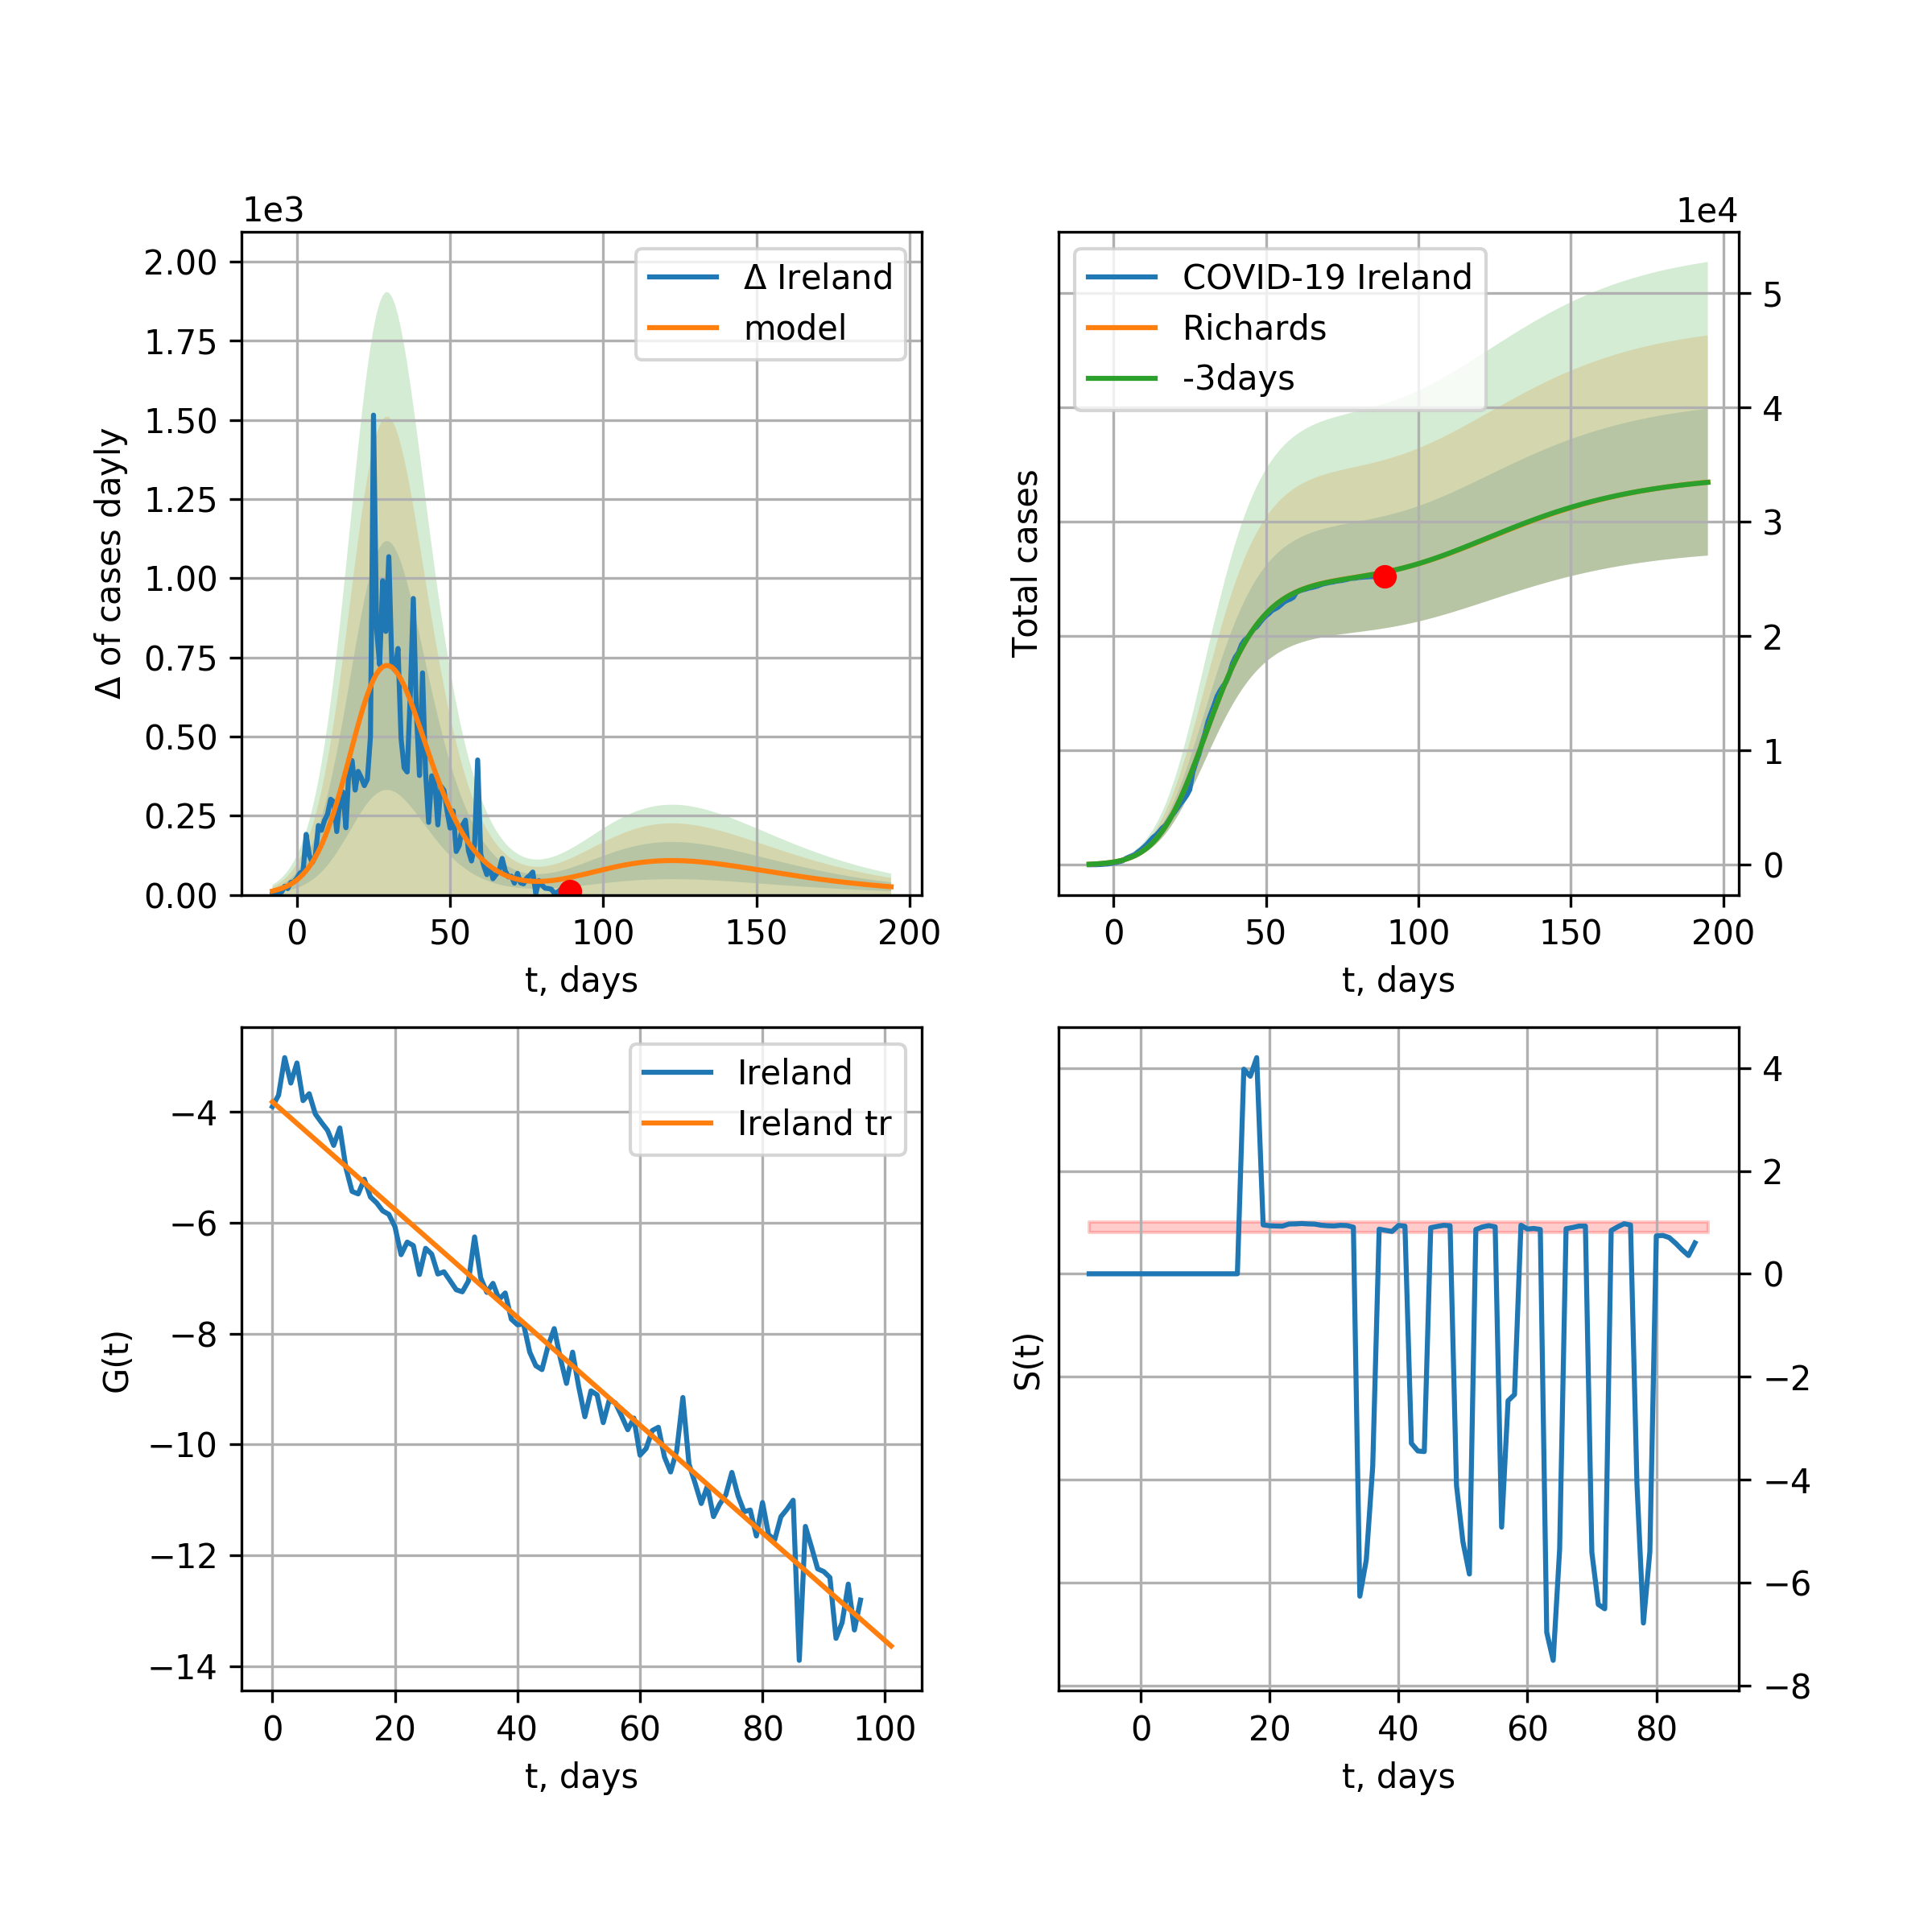 1e3
2.00
1.75
1.50
1.25
1.00
0.75
0.50
0.25
0.00
Δ of cases dayly
0 50 100 150 200
t, days
Δ Ireland
model
1e4
5
4
3
2
1
0
Total cases
0 50 100 150 200
t, days
COVID-19 Ireland
Richards
-3days
−4
−6
−8
−10
−12
−14
G(t)
0 20 40 60 80 100
t, days
Ireland
Ireland tr
4
2
0
−2
−4
−6
−8
S(t)
0 20 40 60 80
t, days